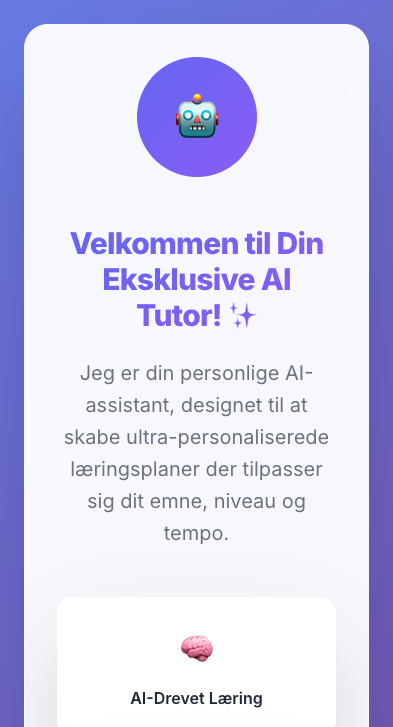 Velkommen til Din
Eksklusive AI
Tutor! ✨
Jeg er din personlige AI-
assistant, designet til at
skabe ultra-personaliserede
læringsplaner der tilpasser
sig dit emne, niveau og
tempo.
AI-Drevet Læring